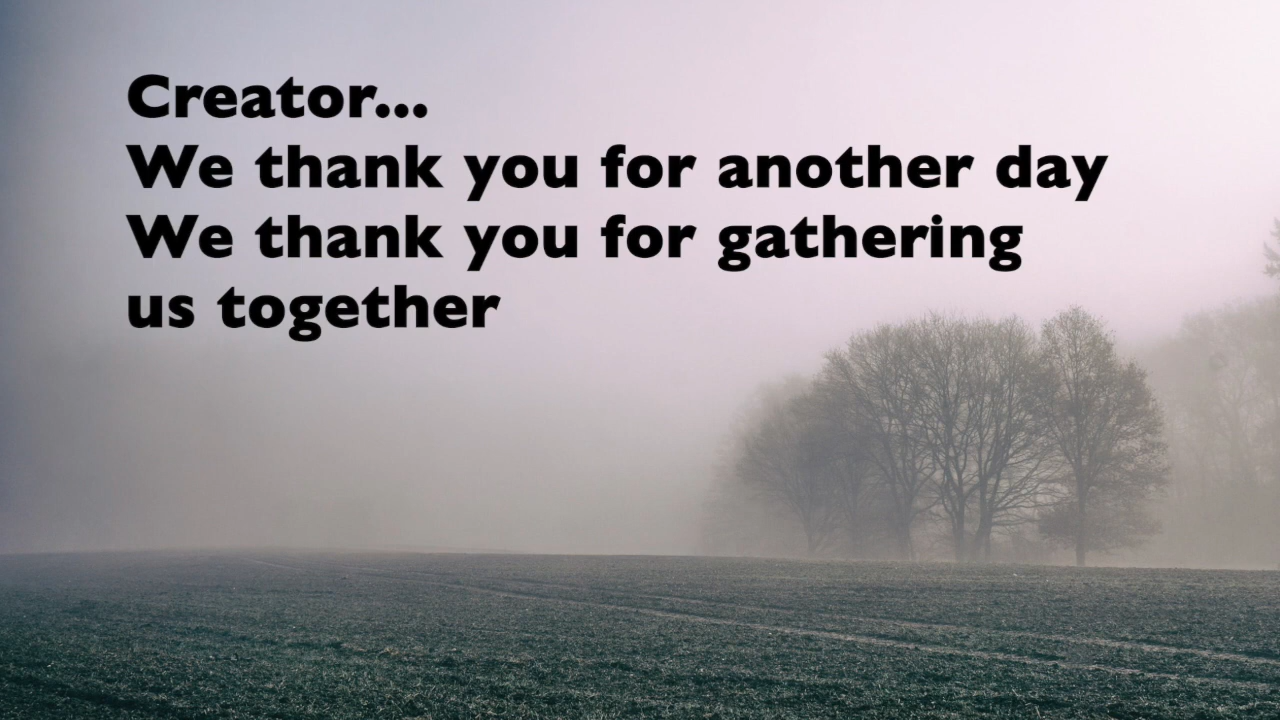 Creator...
We thank you for another day
We thank you for gathering
us together